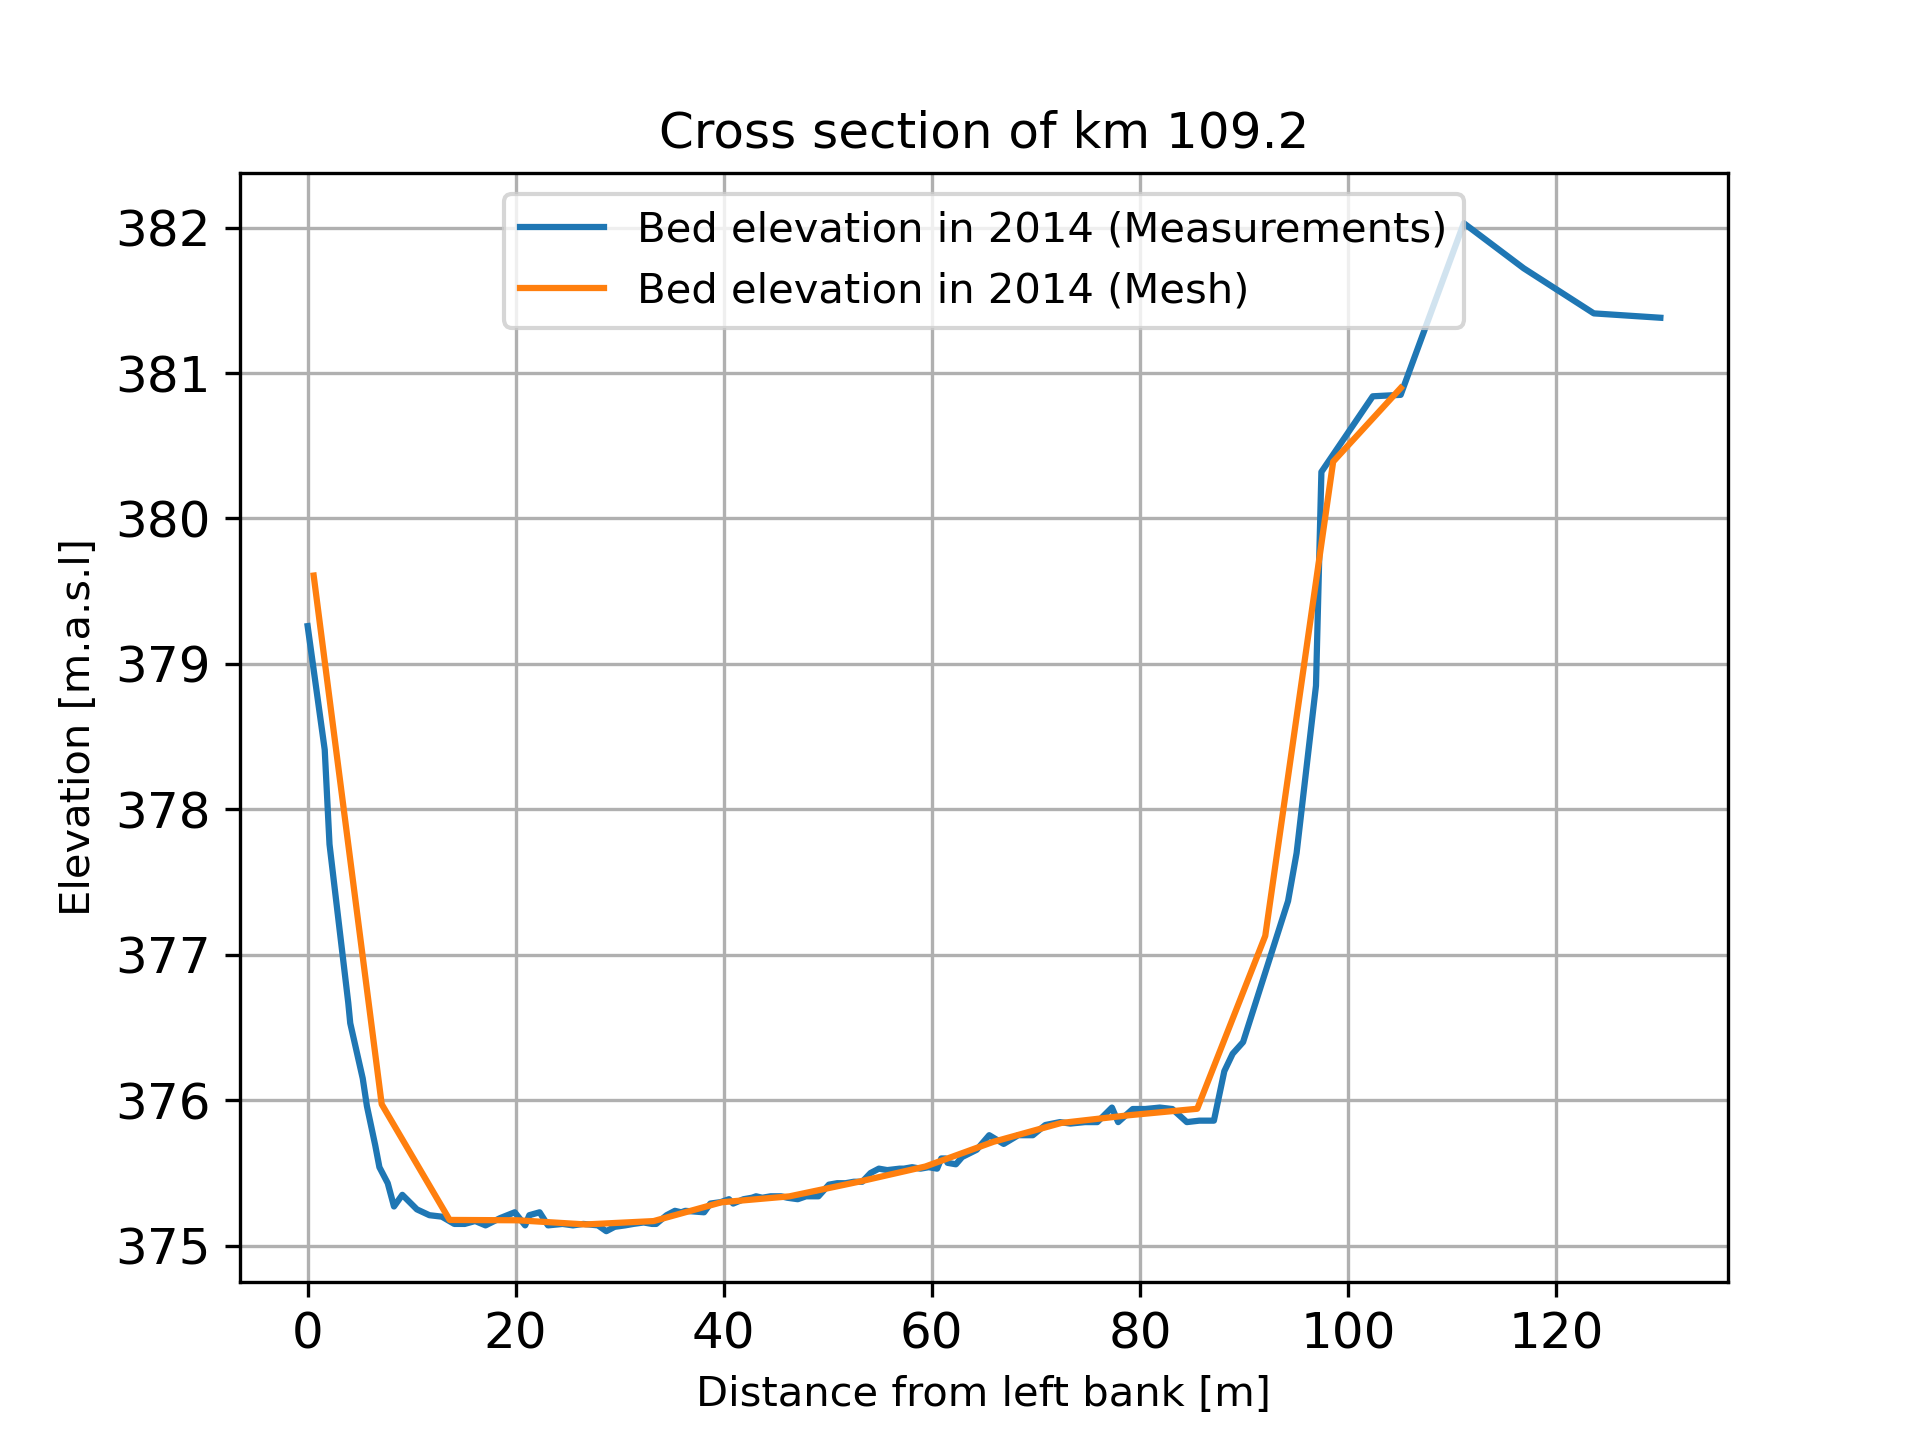 Cross section of km 109.2
Bed elevation in 2014 (Measurements)
Bed elevation in 2014 (Mesh)
382
381
380
379
378
377
376
375
Elevation [m.a.s.l]
0 20 40 60 80 100 120
Distance from left bank [m]